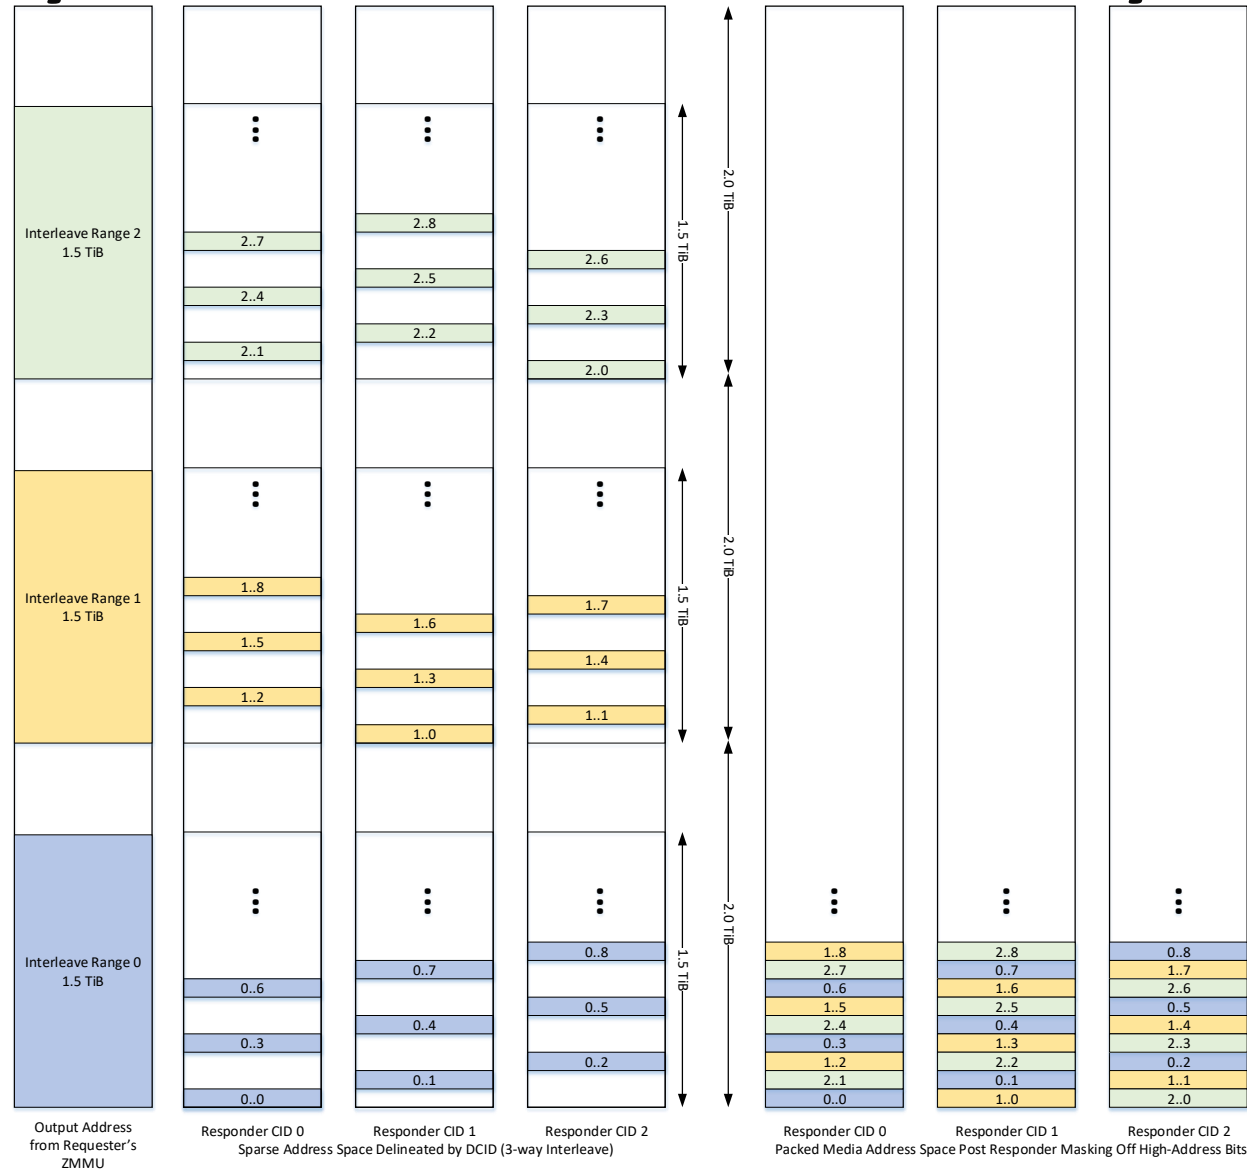 Interleave Range 2
1.5 TiB
Interleave Range 1
1.5 TiB
Interleave Range 0
1.5 TiB
Output Address
from Requester's
ZMMU
2..7
2..4
2..1
1..8
1..5
1..2
0..6
0..3
0..0
Responder CID 0
2..8
2..5
2..2
1..6
1..3
1..0
0..7
0..4
0..1
Responder CID 1
2..6
2..3
2..0
1..7
1..4
1..1
0..8
0..5
0..2
Responder CID 2
Sparse Address Space Delineated by DCID (3-way Interleave)
1.5 TiB
1.5 TiB
1.5 TiB
2.0 TiB
2.0 TiB
2.0 TiB
1..8
2..7
0..6
1..5
2..4
0..3
1..2
2..1
0..0
Responder CID 0
2..8
0..7
1..6
2..5
0..4
1..3
2..2
0..1
1..0
Responder CID 1
0..8
1..7
2..6
0..5
1..4
2..3
0..2
1..1
2..0
Responder CID 2
Packed Media Address Space Post Responder Masking Off High-Address Bits